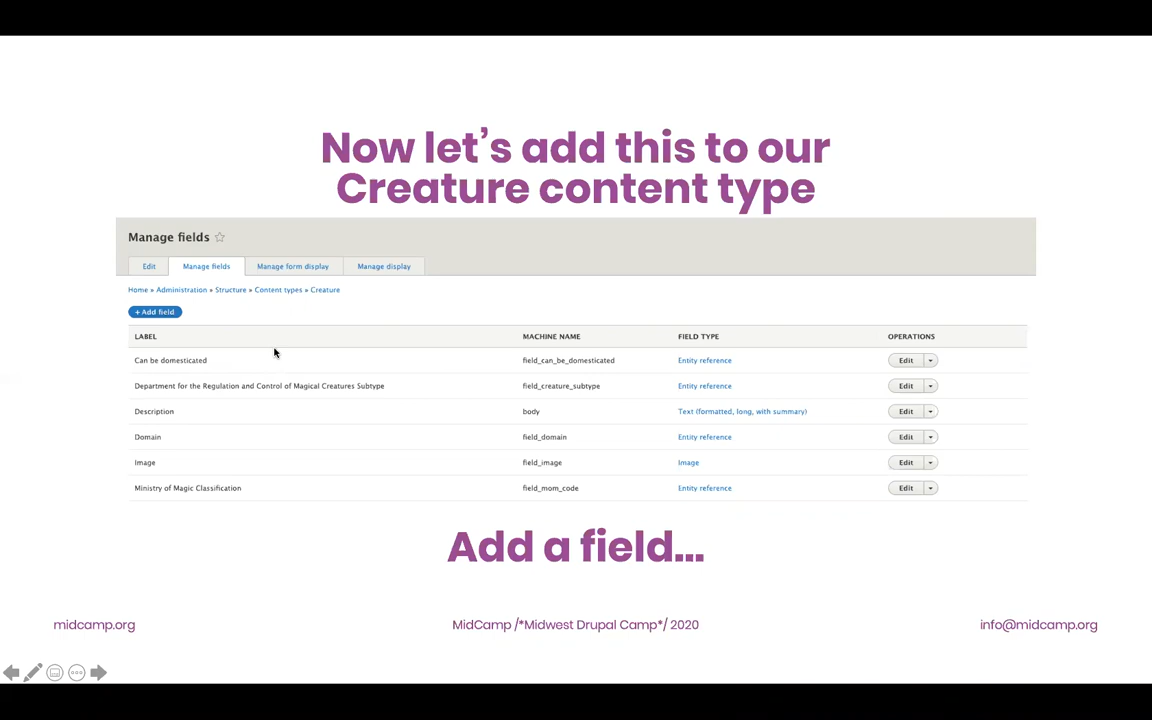 Now let's add this to our
Creature content type
Manage fields
Edit Manage fields Manage form display Manage display
Home » Administration » Structure » Content types » Creature
+ Add field
LABEL MACHINE NAME FIELD TYPE OPERATIONS
Can be domesticated field_can_be_domesticated Entity reference Edit
Department for the Regulation and Control of Magical Creatures Subtype field_creature_subtype Entity reference Edit
Description body Text (formatted, long, with summary) Edit
Domain field_domain Entity reference Edit
Image field_image Image Edit
Ministry of Magic Classification field_mom_code Entity reference Edit
Add a field...
midcamp.org MidCamp /*Midwest Drupal Camp*/ 2020 info@midcamp.org